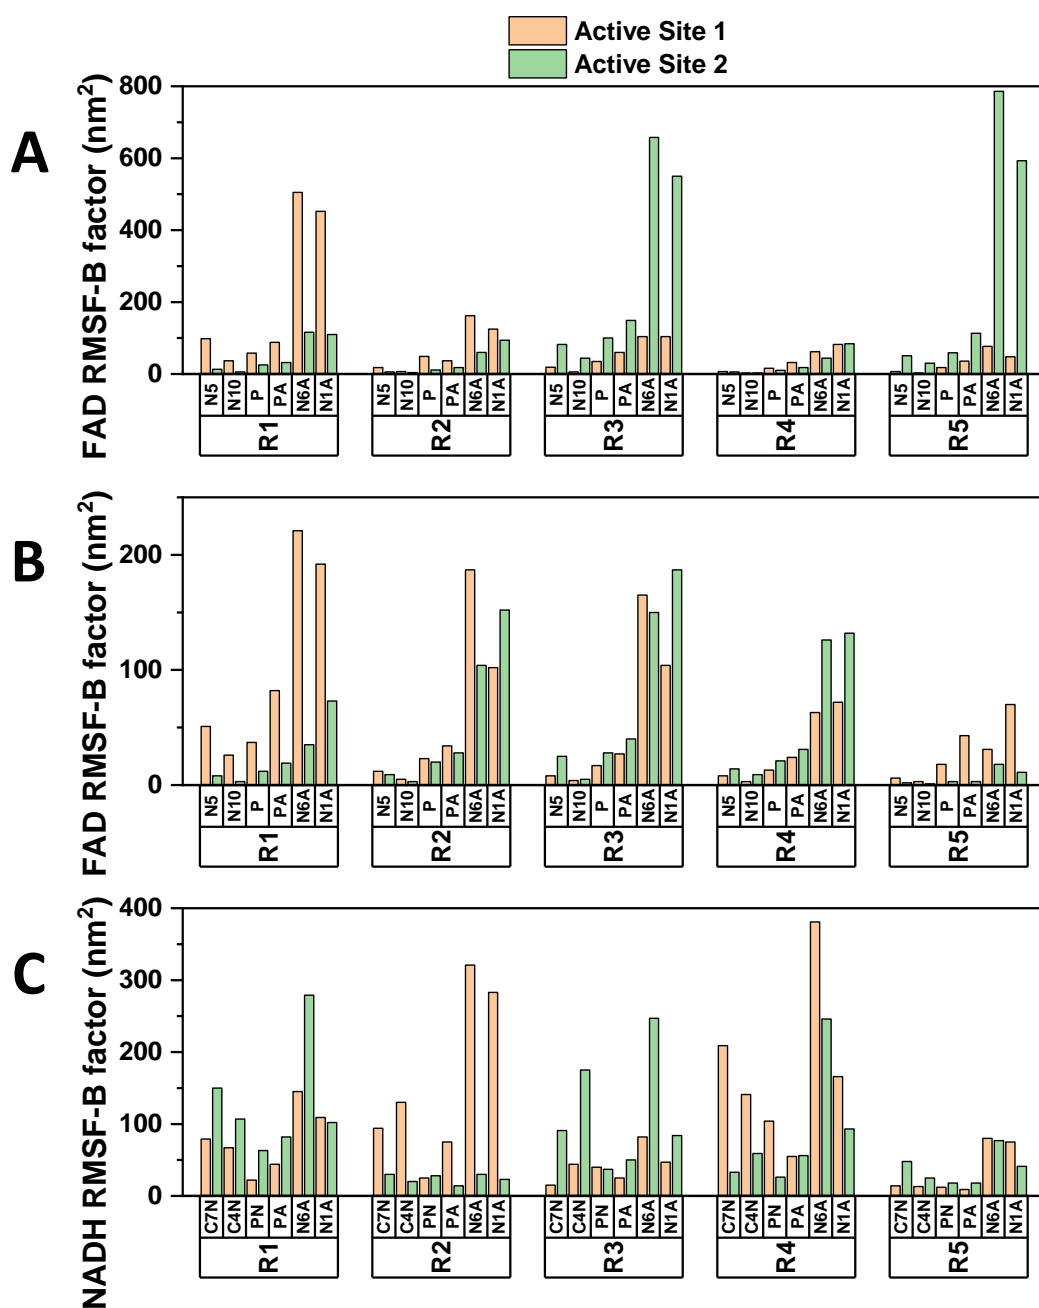 Active Site 1
Active Site 2
A
FAD RMSF-B factor (nm²)
800
600
400
200
0
N5 N10 P PA N6A N1A N5 N10 P PA N6A N1A N5 N10 P PA N6A N1A N5 N10 P PA N6A N1A N5 N10 P PA N6A N1A
R1 R2 R3 R4 R5
B
FAD RMSF-B factor (nm²)
200
100
0
N5 N10 P PA N6A N1A N5 N10 P PA N6A N1A N5 N10 P PA N6A N1A N5 N10 P PA N6A N1A N5 N10 P PA N6A N1A
R1 R2 R3 R4 R5
C
NADH RMSF-B factor (nm²)
400
300
200
100
0
C7N C4N PN PA N6A N1A C7N C4N PN PA N6A N1A C7N C4N PN PA N6A N1A C7N C4N PN PA N6A N1A C7N C4N PN PA N6A N1A
R1 R2 R3 R4 R5